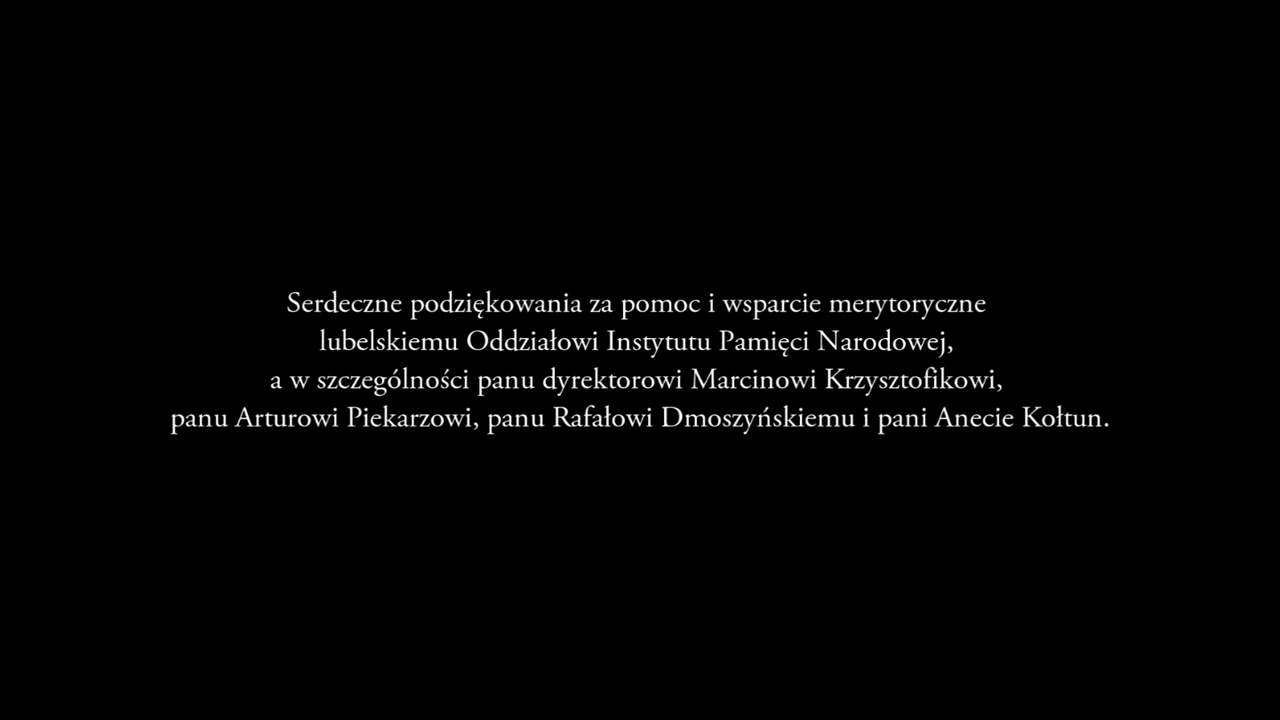 Serdeczne podziękowania za pomoc i wsparcie merytoryczne
lubelskiemu Oddziałowi Instytutu Pamięci Narodowej,
a w szczególności panu dyrektorowi Marcinowi Krzysztofikowi,
panu Arturowi Piekarzowi, panu Rafałowi Dmoszyńskiemu i pani Anecie Kołtun.